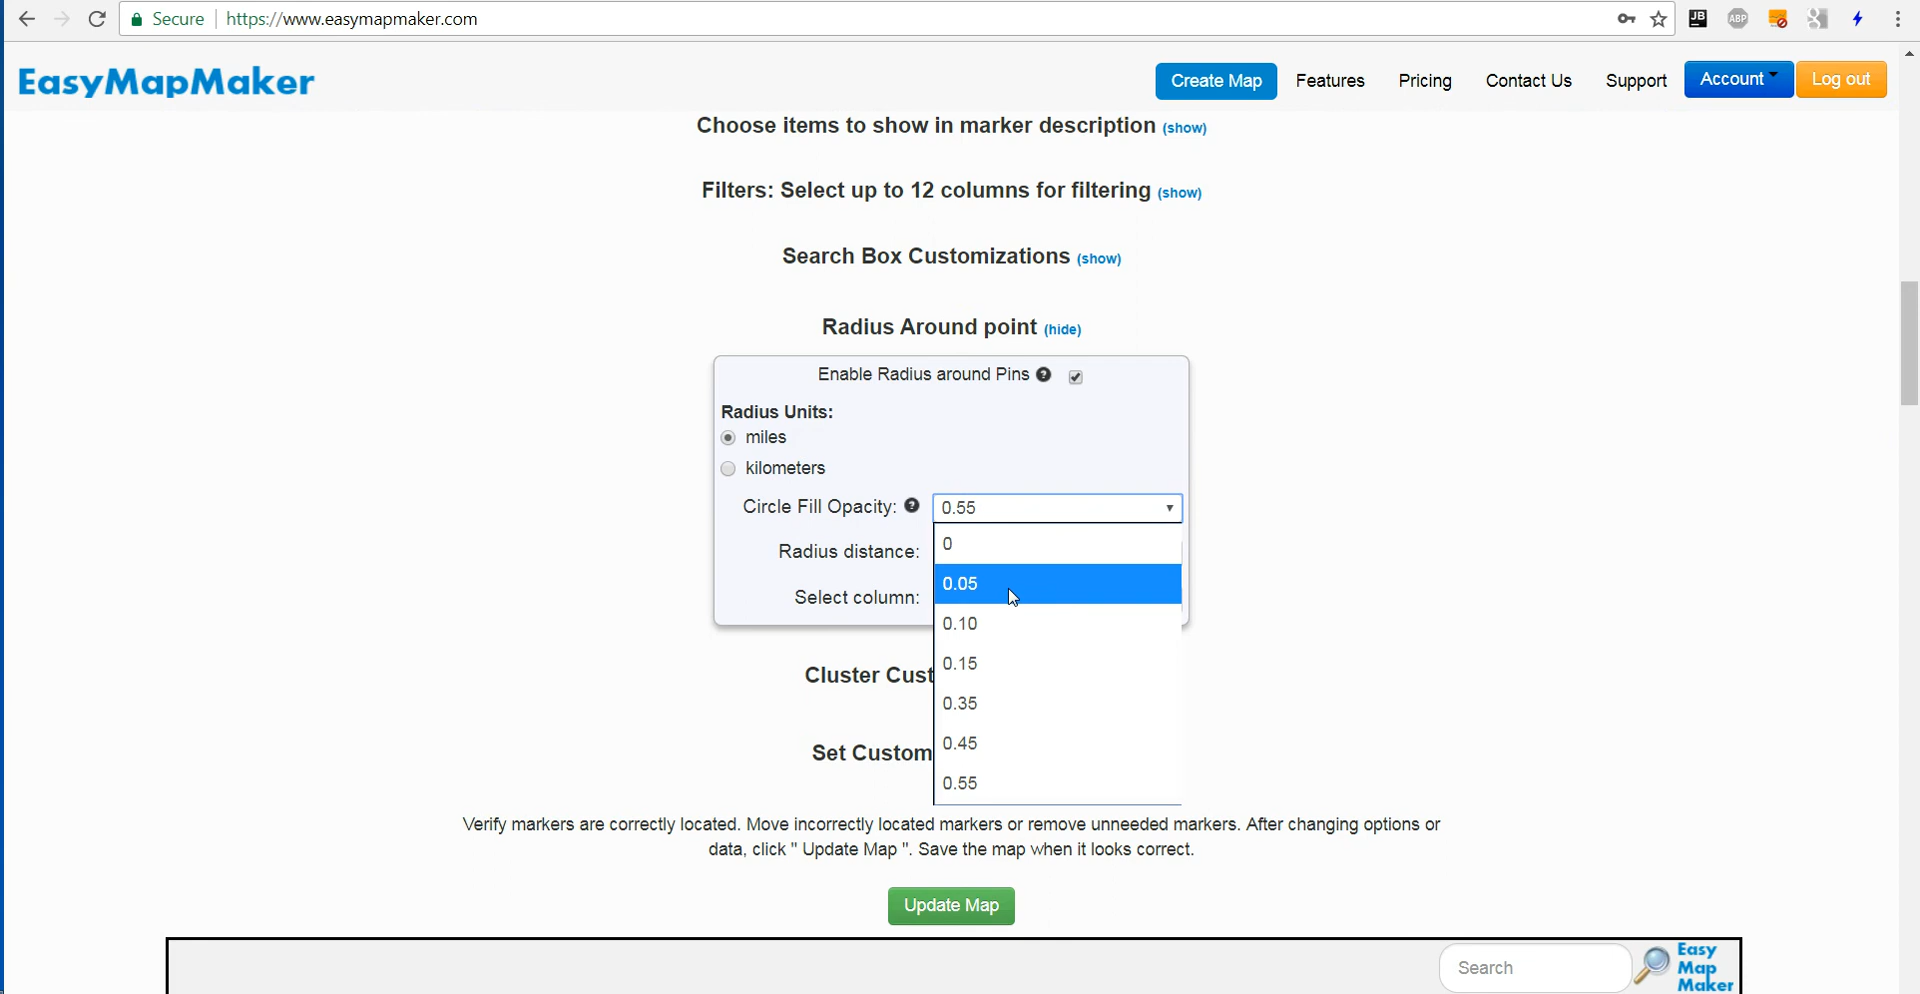 Secure https://www.easymapmaker.com
JB ABP
EasyMapMaker Create Map Features Pricing Contact Us Support Account Log out
Choose items to show in marker description (show)
Filters: Select up to 12 columns for filtering (show)
Search Box Customizations (show)
Radius Around point (hide)
Enable Radius around Pins ?
Radius Units:
miles
kilometers
Circle Fill Opacity: ? 0.55
0
Radius distance:
0.05
Select column:
0.10
0.15
Cluster Cust
0.35
0.45
Set Custom
0.55
Verify markers are correctly located. Move incorrectly located markers or remove unneeded markers. After changing options or
data, click " Update Map ". Save the map when it looks correct.
Update Map
Search
Easy
Map
Maker